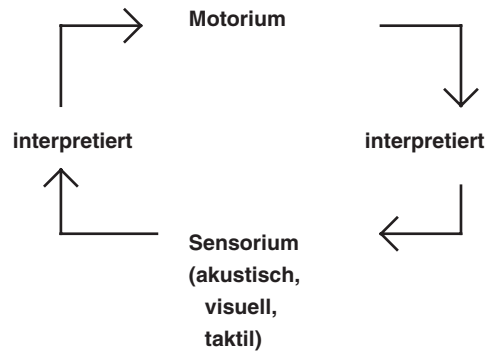 Motorium
interpretiert
interpretiert
Sensorium
(akustisch,
visuell,
taktil)